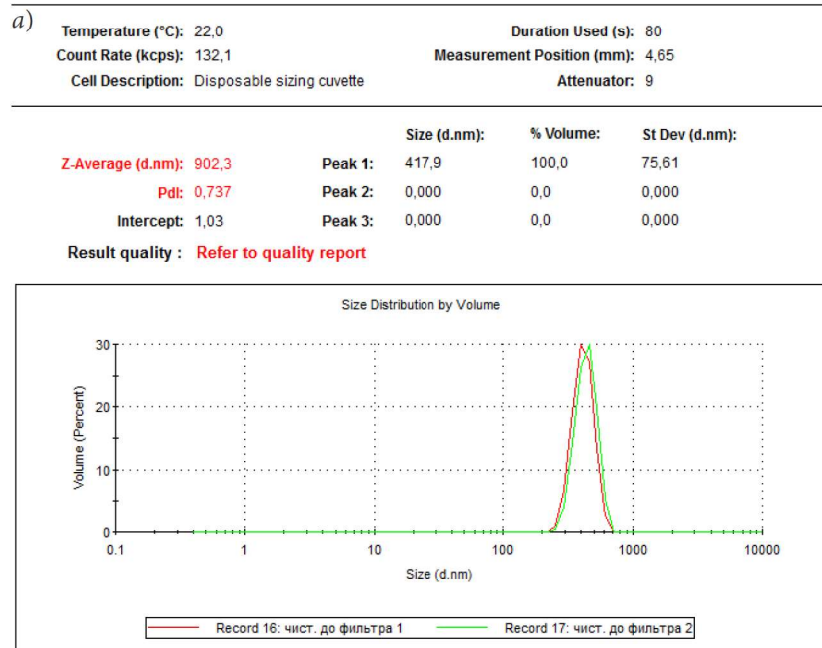 a)
Temperature (°C): 22,0 Duration Used (s): 80
Count Rate (kcps): 132,1 Measurement Position (mm): 4,65
Cell Description: Disposable sizing cuvette Attenuator: 9
Size (d.nm): % Volume: St Dev (d.nm):
Z-Average (d.nm): 902,3 Peak 1: 417,9 100,0 75,61
PdI: 0,737 Peak 2: 0,000 0,0 0,000
Intercept: 1,03 Peak 3: 0,000 0,0 0,000
Result quality : Refer to quality report
Size Distribution by Volume
30
20
10
0
Volume (Percent)
0.1 1 10 100 1000 10000
Size (d.nm)
Record 16: чист. до фильтра 1 Record 17: чист. до фильтра 2